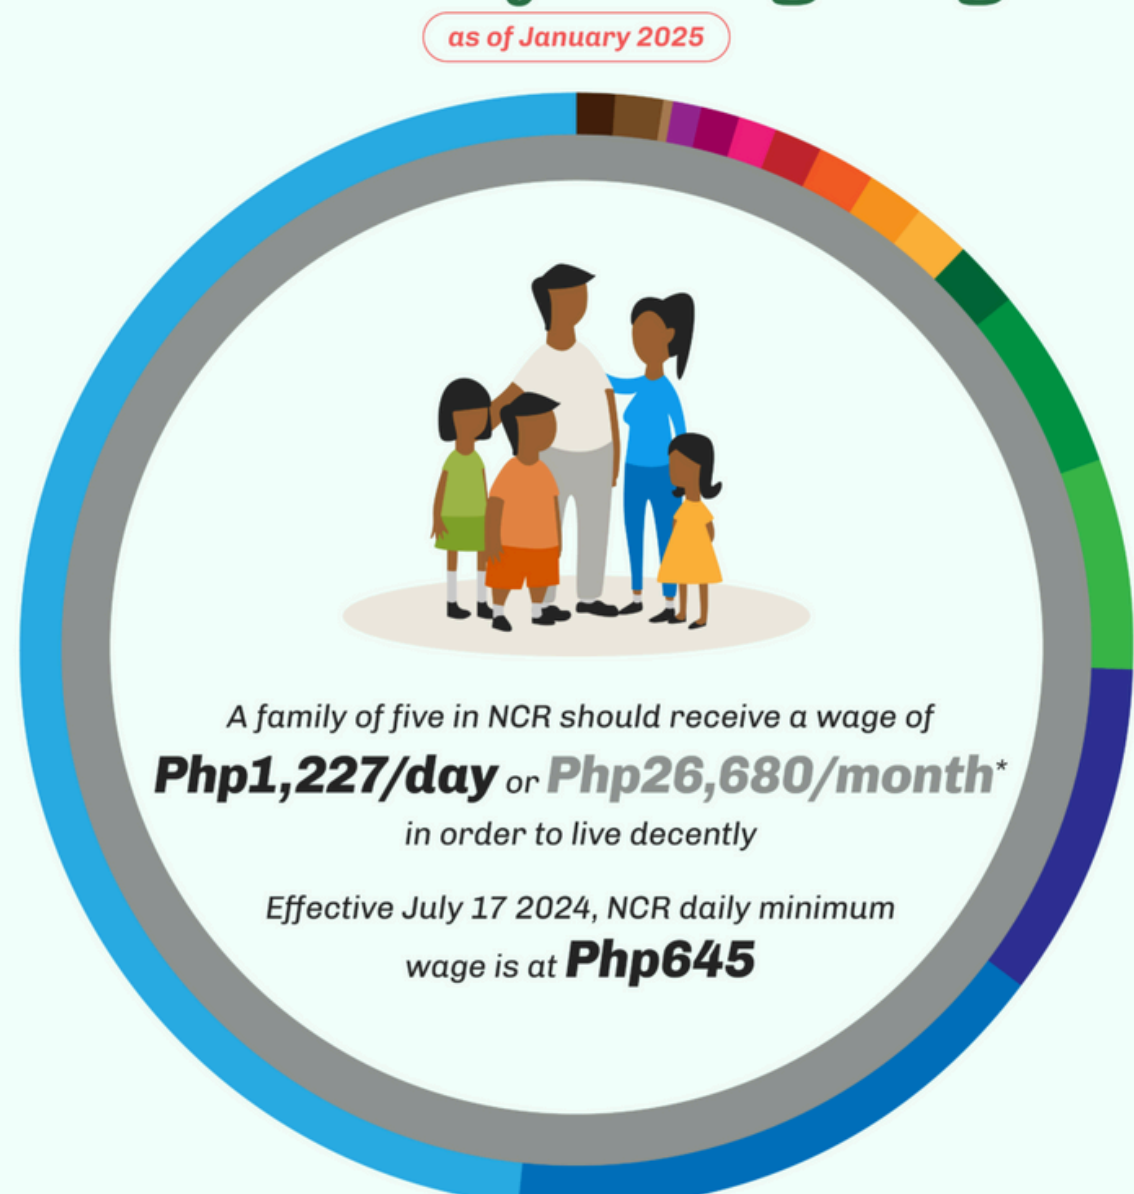 as of January 2025
A family of five in NCR should receive a wage of
Php1,227/day or Php26,680/month*
in order to live decently
Effective July 17 2024, NCR daily minimum
wage is at Php645